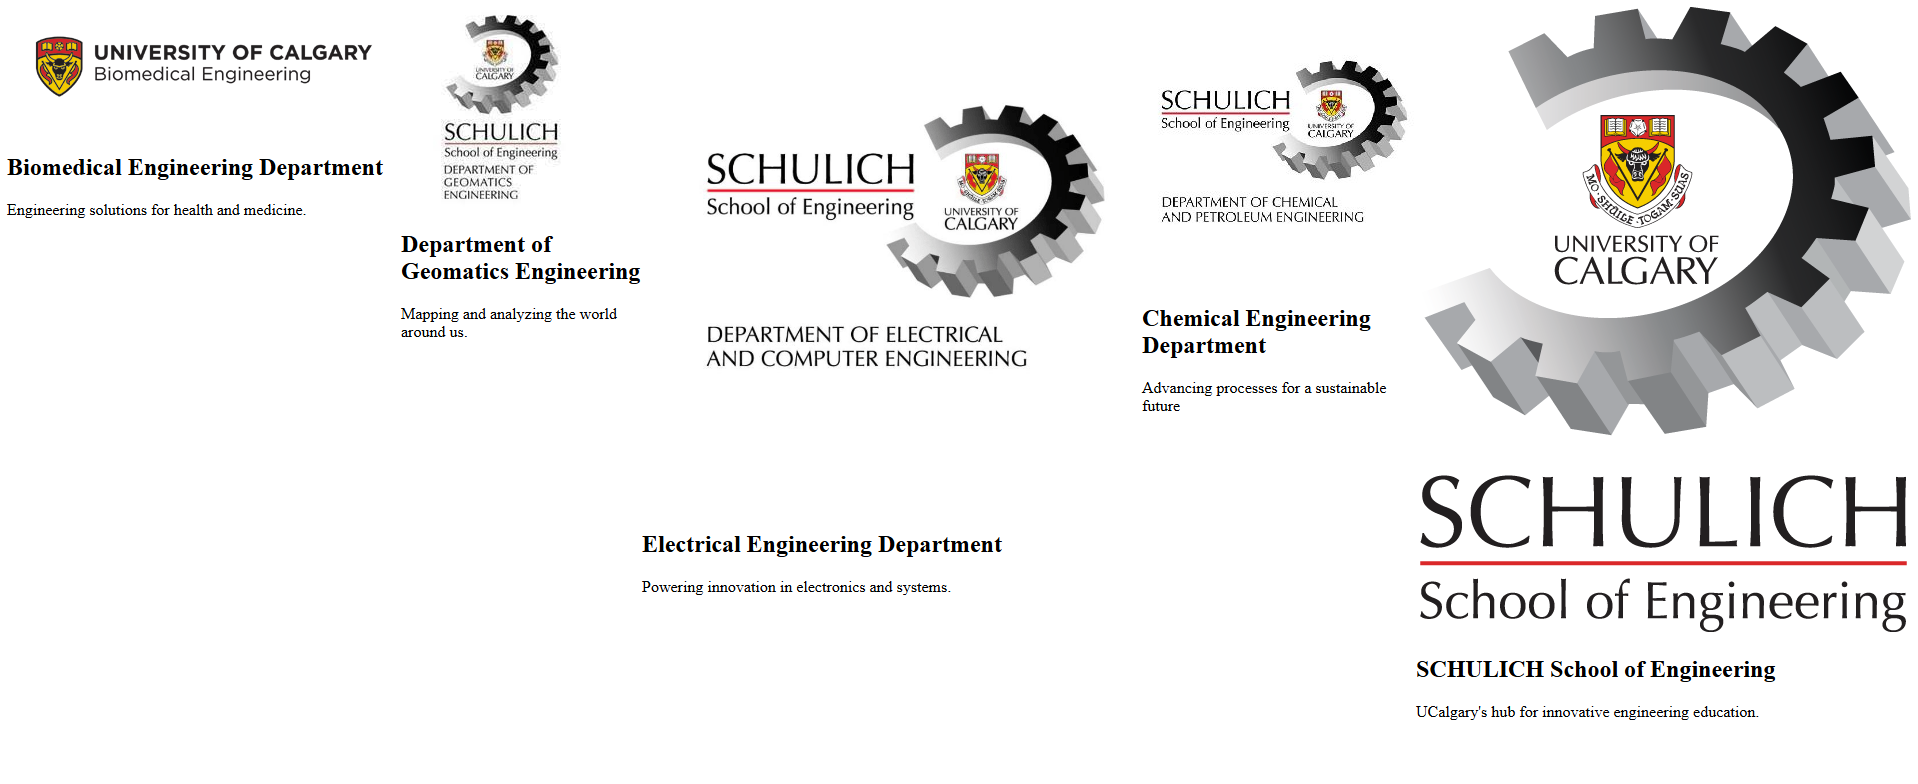 UNIVERSITY OF CALGARY
Biomedical Engineering
Biomedical Engineering Department
Engineering solutions for health and medicine.
UNIVERSITY OF
CALGARY
SCHULICH
School of Engineering
DEPARTMENT OF
GEOMATICS
ENGINEERING
Department of
Geomatics Engineering
Mapping and analyzing the world
around us.
SCHULICH
School of Engineering
UNIVERSITY OF
CALGARY
DEPARTMENT OF ELECTRICAL
AND COMPUTER ENGINEERING
Electrical Engineering Department
Powering innovation in electronics and systems.
SCHULICH
School of Engineering
UNIVERSITY OF
CALGARY
DEPARTMENT OF CHEMICAL
AND PETROLEUM ENGINEERING
Chemical Engineering
Department
Advancing processes for a sustainable
future
MO·SHÙILE·TOGAM·SUAS
UNIVERSITY OF
CALGARY
SCHULICH
School of Engineering
SCHULICH School of Engineering
UCalgary's hub for innovative engineering education.